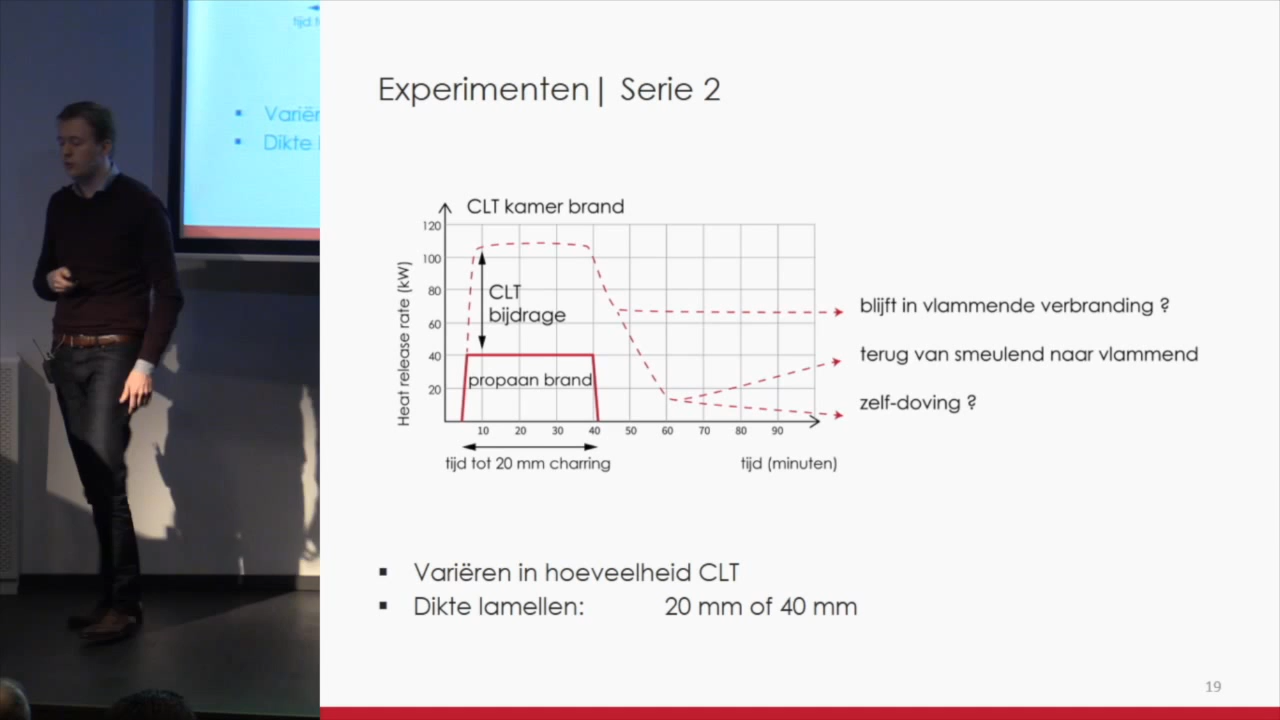 tijd t
Variër
Dikte l
Experimenten| Serie 2
CLT kamer brand
120
100
80
60
40
20
Heat release rate (kW)
CLT
bijdrage
propaan brand
10 20 30 40 50 60 70 80 90
tijd tot 20 mm charring
tijd (minuten)
blijft in vlammende verbranding ?
terug van smeulend naar vlammend
zelf-doving ?
▪ Variëren in hoeveelheid CLT
▪ Dikte lamellen: 20 mm of 40 mm
19